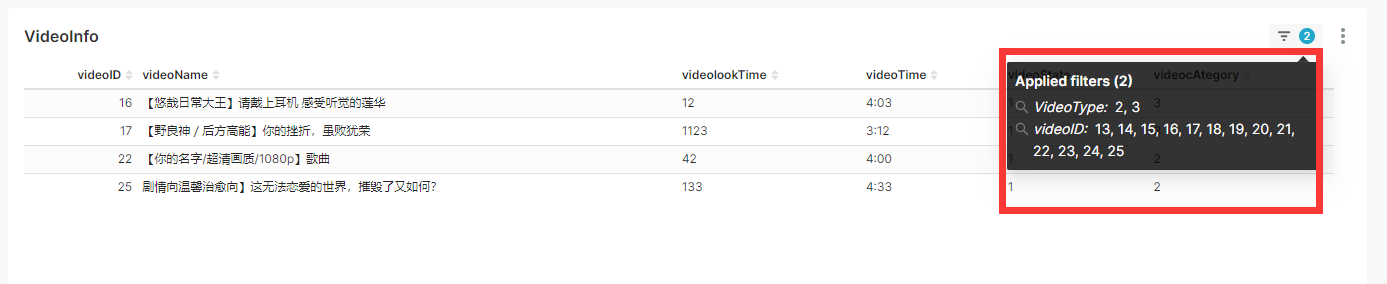 VideoInfo
2
videoID videoName videolookTime videoTime videoState videocAtegory
Applied filters (2)
16 【悠哉日常大王】请戴上耳机 感受听觉的莲华 12 4:03 1 3
VideoType: 2, 3
17 【野良神 / 后方高能】你的挫折，虽败犹荣 1123 3:12 1
videoID: 13, 14, 15, 16, 17, 18, 19, 20, 21,
22, 23, 24, 25
22 【你的名字/超清画质/1080p】歌曲 42 4:00 1 2
25 剧情向温馨治愈向】这无法恋爱的世界，摧毁了又如何? 133 4:33 1 2